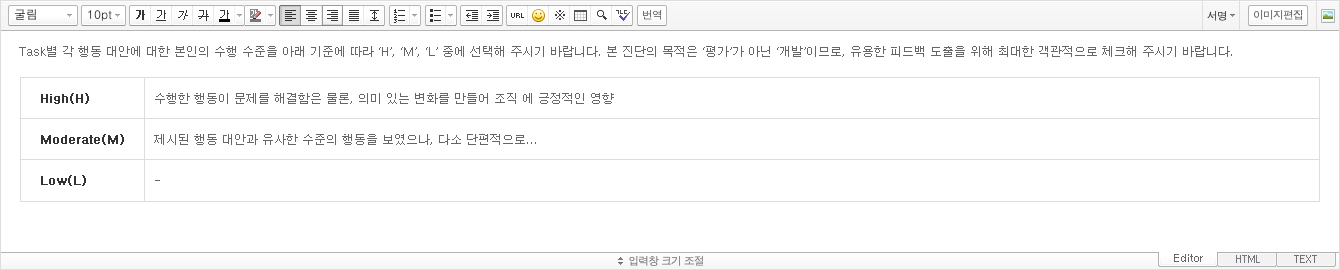 굴림 10pt 가 가 가 가 가 URL 번역 서명 이미지편집
Task별 각 행동 대안에 대한 본인의 수행 수준을 아래 기준에 따라 ‘H’, ‘M’, ‘L’ 중에 선택해 주시기 바랍니다. 본 진단의 목적은 ‘평가’가 아닌 ‘개발’이므로, 유용한 피드백 도출을 위해 최대한 객관적으로 체크해 주시기 바랍니다.
High(H) 수행한 행동이 문제를 해결함은 물론, 의미 있는 변화를 만들어 조직 에 긍정적인 영향
Moderate(M) 제시된 행동 대안과 유사한 수준의 행동을 보였으나, 다소 단편적으로...
Low(L) -
입력창 크기 조절 Editor HTML TEXT